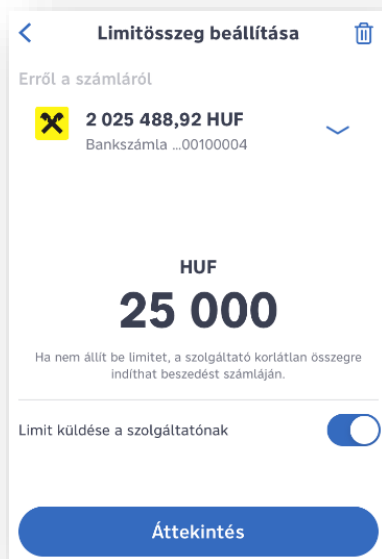 Limitösszeg beállítása
Erről a számláról
2 025 488,92 HUF
Bankszámla ...00100004
HUF
25 000
Ha nem állít be limitet, a szolgáltató korlátlan összegre
indíthat beszedést számláján.
Limit küldése a szolgáltatónak
Áttekintés